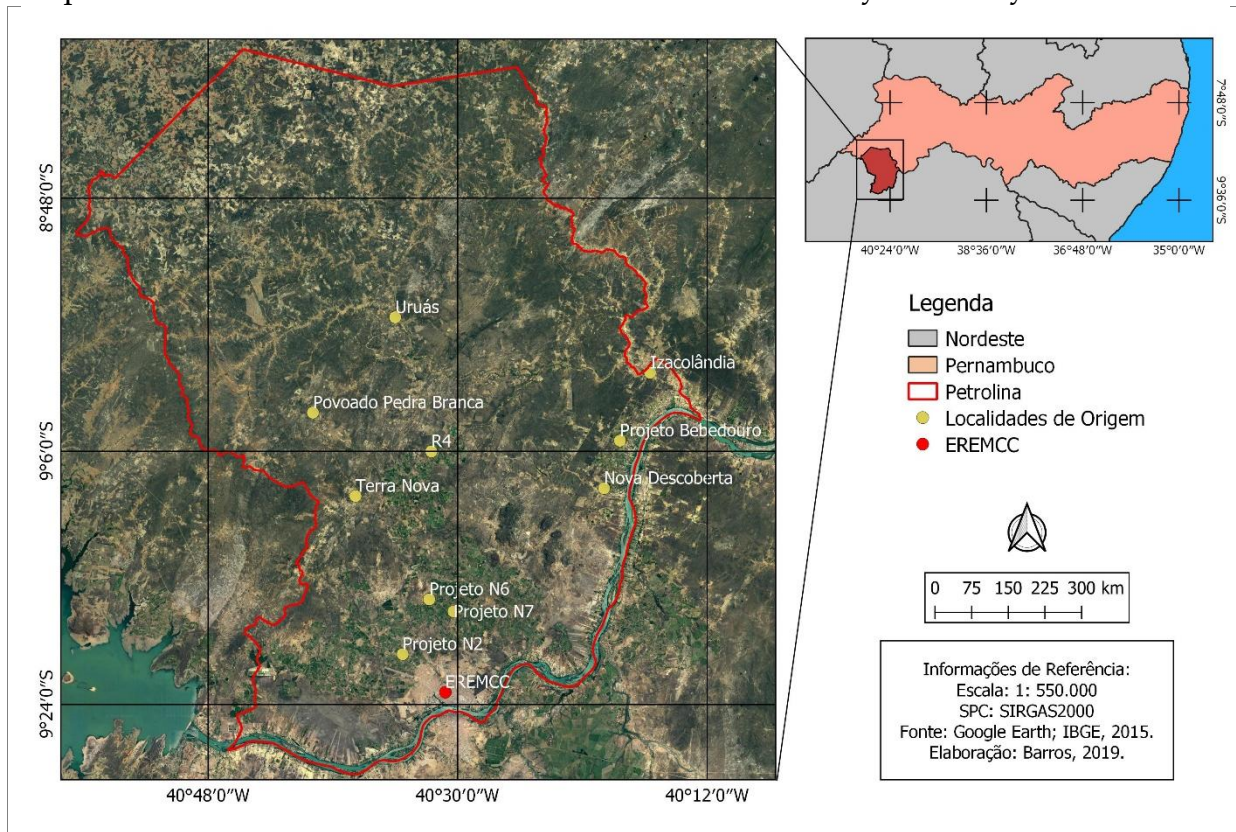 8°48'0"S
9°6'0"S
9°24'0"S
40°48'0"W
40°30'0"W
40°12'0"W
Uruás
Izacolândia
Povoado Pedra Branca
Projeto Bebedouro
R4
Nova Descoberta
Terra Nova
Projeto N6
Projeto N7
Projeto N2
EREMCC
7°48'0"S
9°36'0"S
40°24'0"W
38°36'0"W
36°48'0"W
35°0'0"W
Legenda
Nordeste
Pernambuco
Petrolina
Localidades de Origem
EREMCC
0 75 150 225 300 km
Informações de Referência:
Escala: 1: 550.000
SPC: SIRGAS2000
Fonte: Google Earth; IBGE, 2015.
Elaboração: Barros, 2019.